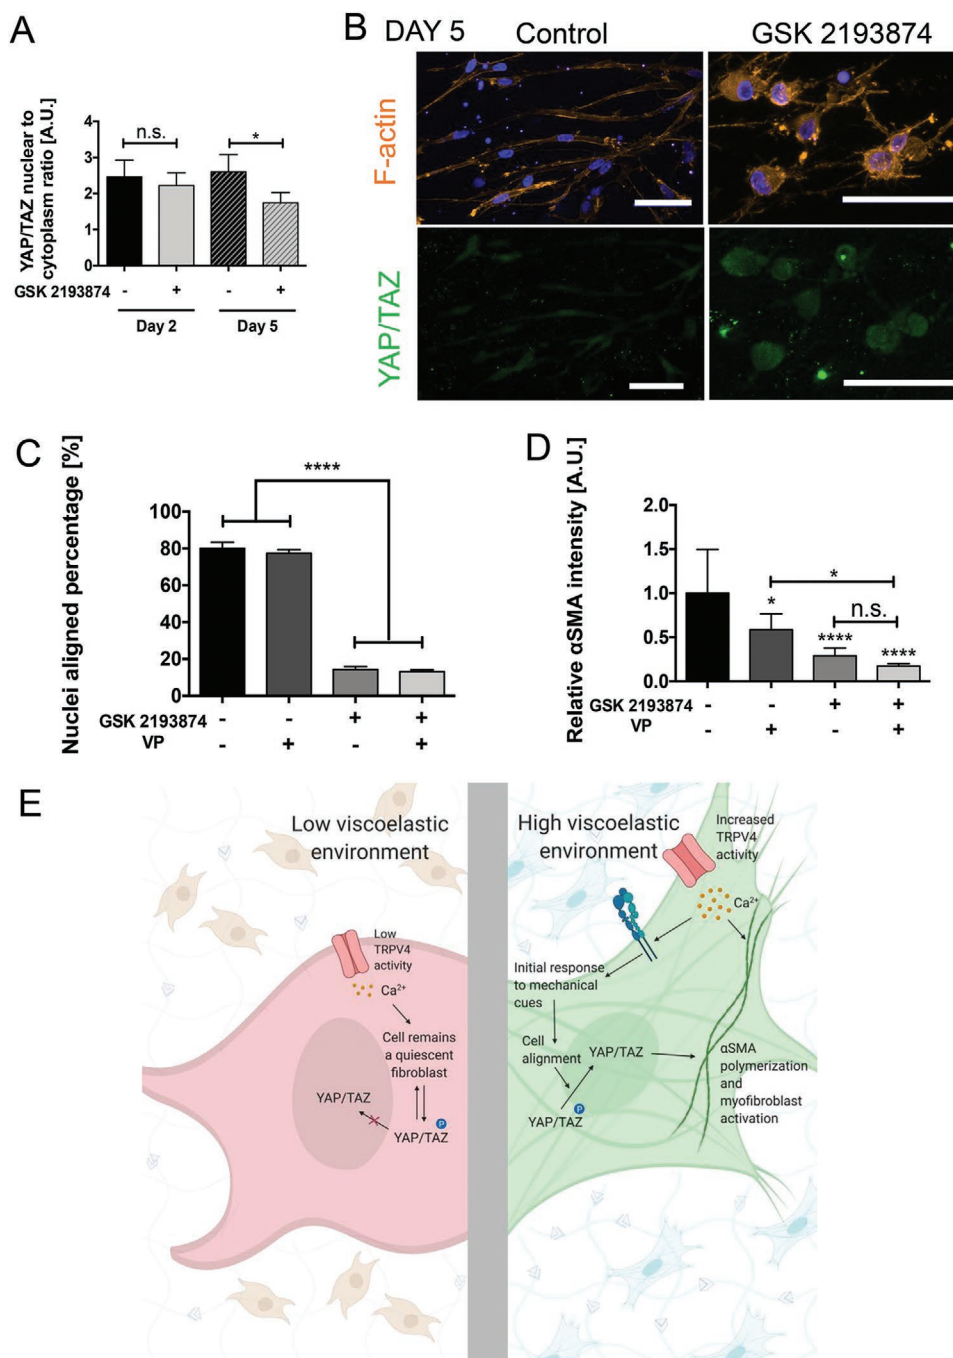 A
YAP/TAZ nuclear to
cytoplasm ratio [A.U.]
4
3
2
1
0
n.s.
*
GSK 2193874
- + - +
Day 2 Day 5
B
DAY 5
Control
GSK 2193874
F-actin
YAP/TAZ
C
Nuclei aligned percentage [%]
100
80
60
40
20
0
****
GSK 2193874 - - + +
VP - + - +
D
Relative αSMA intensity [A.U.]
2.0
1.5
1.0
0.5
0.0
*
*
n.s.
****
****
GSK 2193874 - - + +
VP - + - +
E
Low viscoelastic
environment
Low
TRPV4
activity
Ca²⁺
Cell remains
a quiescent
fibroblast
YAP/TAZ
P
YAP/TAZ
High viscoelastic
environment
Increased
TRPV4
activity
Ca²⁺
Initial response
to mechanical
cues
Cell
alignment
YAP/TAZ
P
YAP/TAZ
αSMA
polymerization
and
myofibroblast
activation